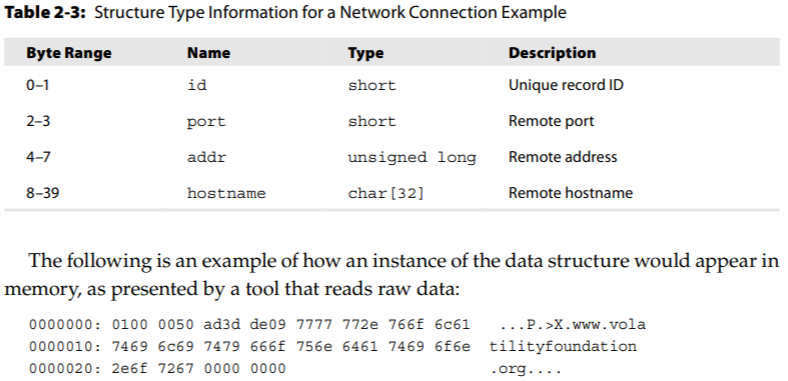 Table 2-3: Structure Type Information for a Network Connection Example
Byte Range Name Type Description
0–1 id short Unique record ID
2–3 port short Remote port
4–7 addr unsigned long Remote address
8–39 hostname char[32] Remote hostname
The following is an example of how an instance of the data structure would appear in
memory, as presented by a tool that reads raw data:
0000000: 0100 0050 ad3d de09 7777 772e 766f 6c61 ...P.>X.www.vola
0000010: 7469 6c69 7479 666f 756e 6461 7469 6f6e tilityfoundation
0000020: 2e6f 7267 0000 0000 .org....